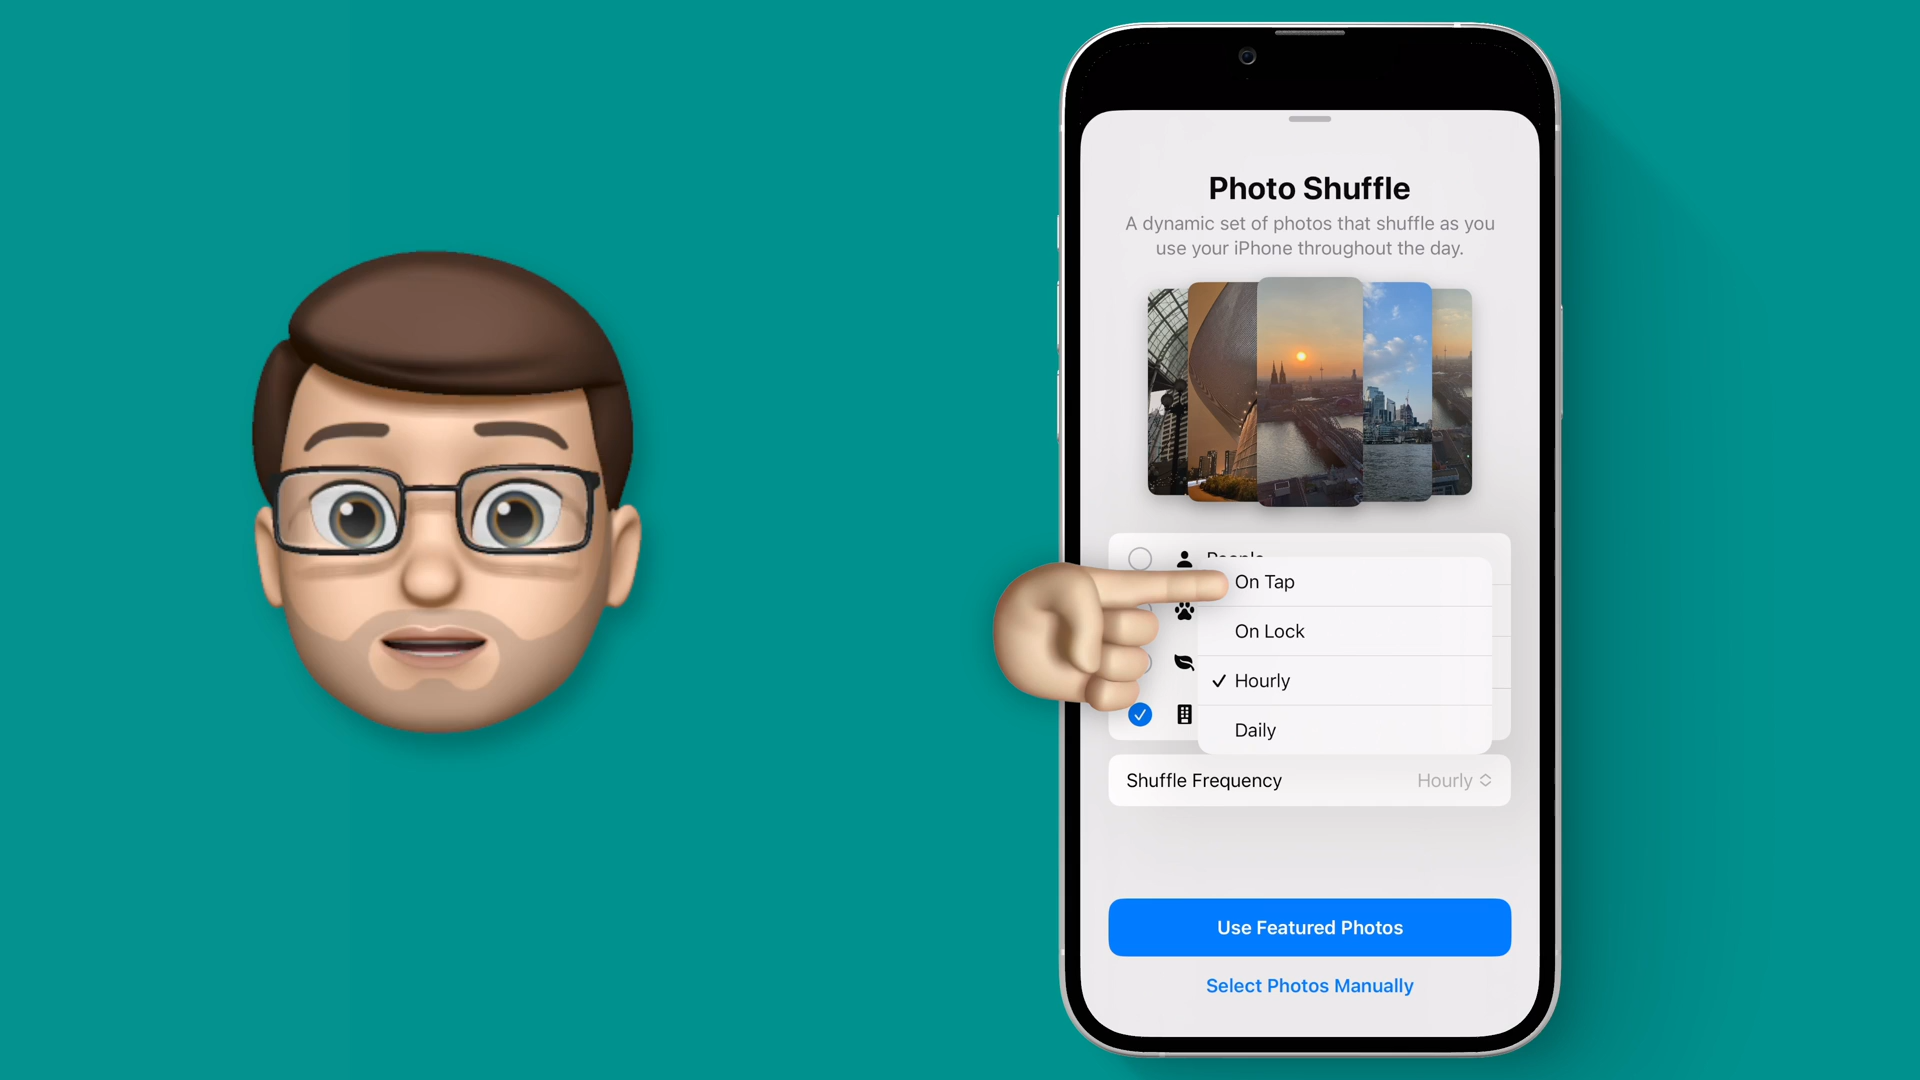 Photo Shuffle
A dynamic set of photos that shuffle as you
use your iPhone throughout the day.
On Tap
On Lock
Hourly
Daily
Shuffle Frequency Hourly
Use Featured Photos
Select Photos Manually